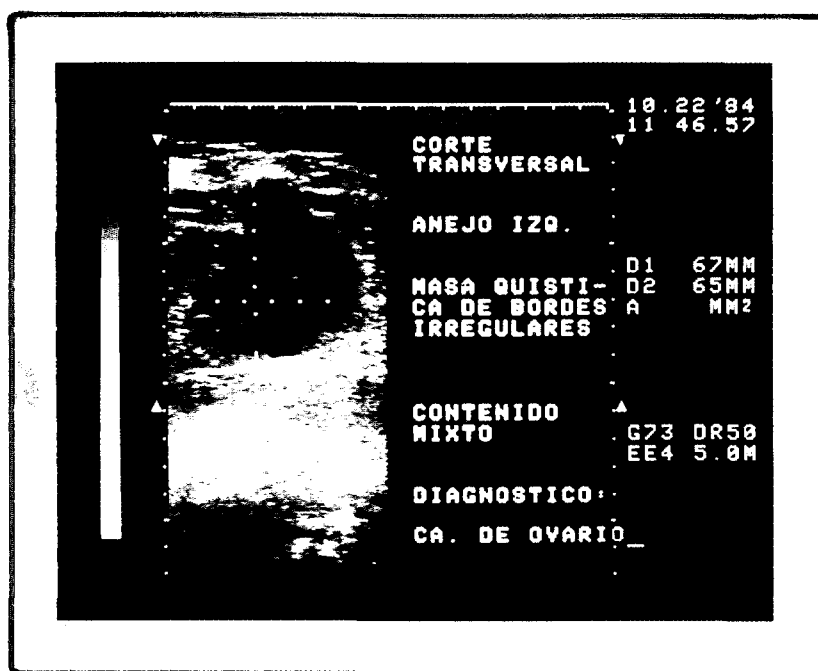 10.22'84
11 46.57
CORTE
TRANSVERSAL
ANEJO IZQ.
MASA QUISTI-
CA DE BORDES
IRREGULARES
D1 67MM
D2 65MM
A MM2
CONTENIDO
MIXTO
G73 DR50
EE4 5.0M
DIAGNOSTICO:
CA. DE OVARIO_